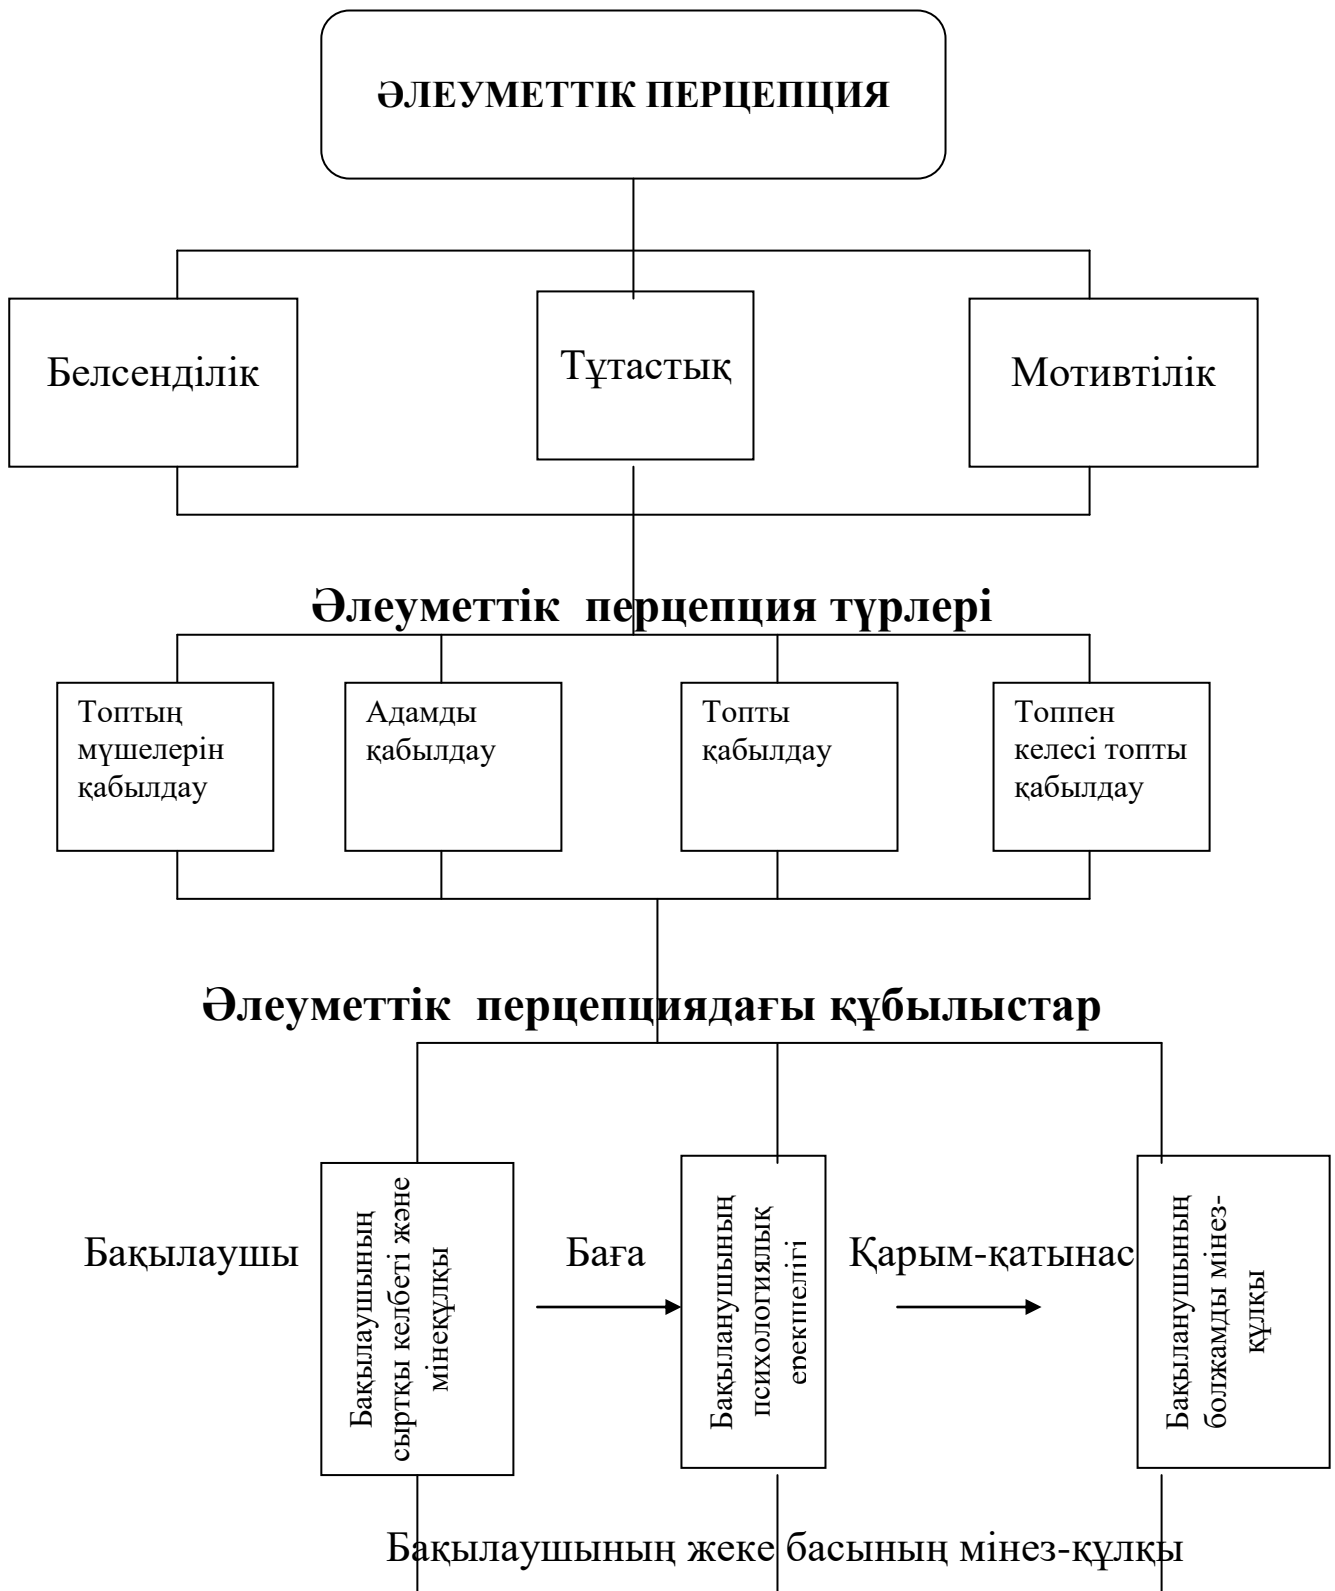 ӘЛЕУМЕТТІК ПЕРЦЕПЦИЯ
Белсенділік
Тұтастық
Мотивтілік
Әлеуметтік перцепция түрлері
Топтың
мүшелерін
қабылдау
Адамды
қабылдау
Топты
қабылдау
Топпен
келесі топты
қабылдау
Әлеуметтік перцепциядағы құбылыстар
Бақылаушы
Бақылаушының
сыртқы келбеті және
мінеқұлқы
Баға
Бақыланушының
психологиялық
ерекшелігі
Қарым-қатынас
Бақыланушының
болжамды мінез-
құлқы
Бақылаушының жеке басының мінез-құлқы